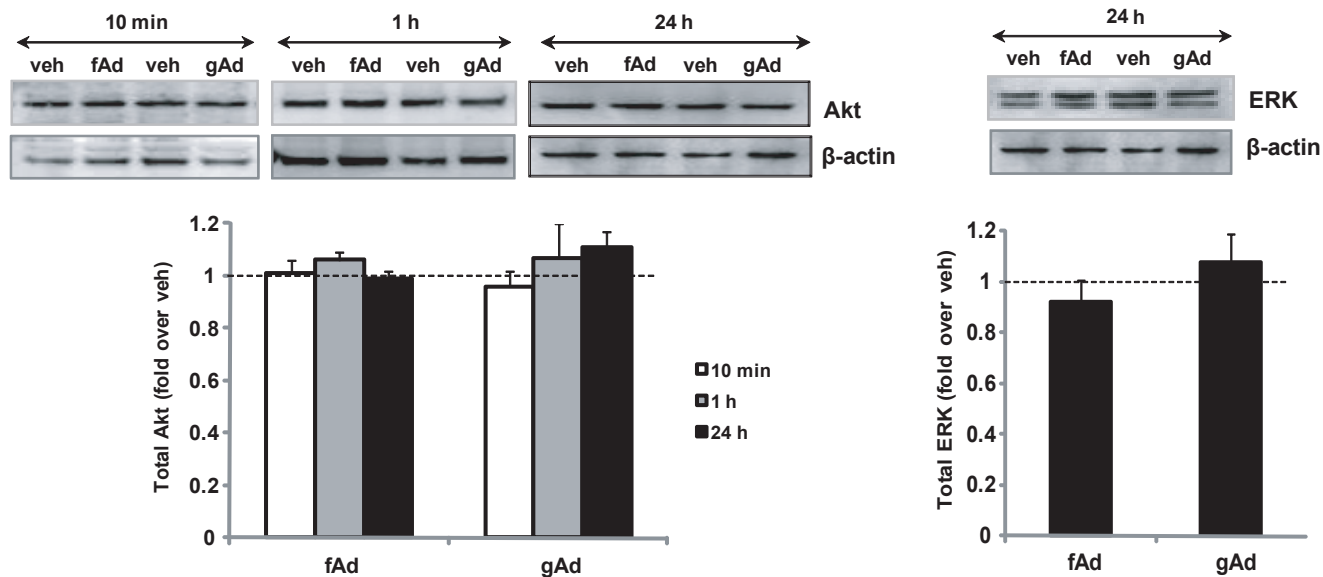 10 min
1 h
24 h
24 h
veh fAd veh gAd
veh fAd veh gAd
veh fAd veh gAd
veh fAd veh gAd
Akt
ERK
β-actin
β-actin
Total Akt (fold over veh)
1.2
1
0.8
0.6
0.4
0.2
0
fAd
gAd
10 min
1 h
24 h
Total ERK (fold over veh)
1.2
1
0.8
0.6
0.4
0.2
0
fAd
gAd